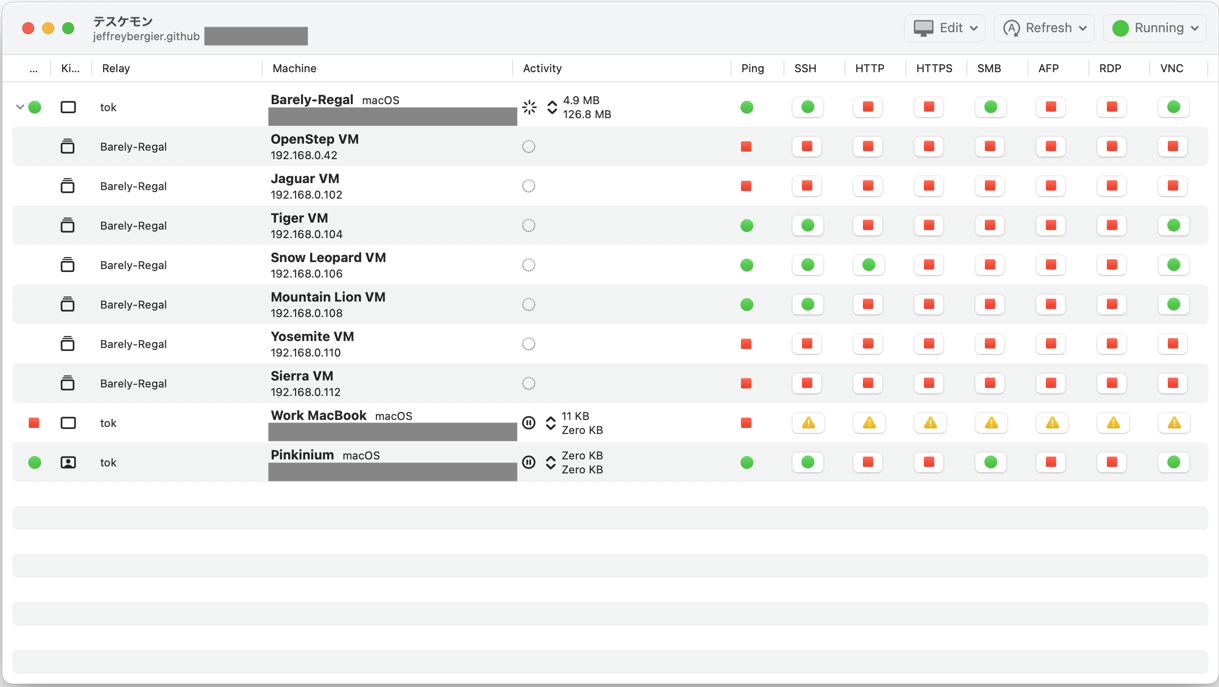 テスケモン
jeffreybergier.github
Edit
Refresh
Running
... Ki... Relay Machine Activity Ping SSH HTTP HTTPS SMB AFP RDP VNC
tok
Barely-Regal macOS
4.9 MB
126.8 MB
Barely-Regal
OpenStep VM
192.168.0.42
Barely-Regal
Jaguar VM
192.168.0.102
Barely-Regal
Tiger VM
192.168.0.104
Barely-Regal
Snow Leopard VM
192.168.0.106
Barely-Regal
Mountain Lion VM
192.168.0.108
Barely-Regal
Yosemite VM
192.168.0.110
Barely-Regal
Sierra VM
192.168.0.112
tok
Work MacBook macOS
11 KB
Zero KB
tok
Pinkinium macOS
Zero KB
Zero KB